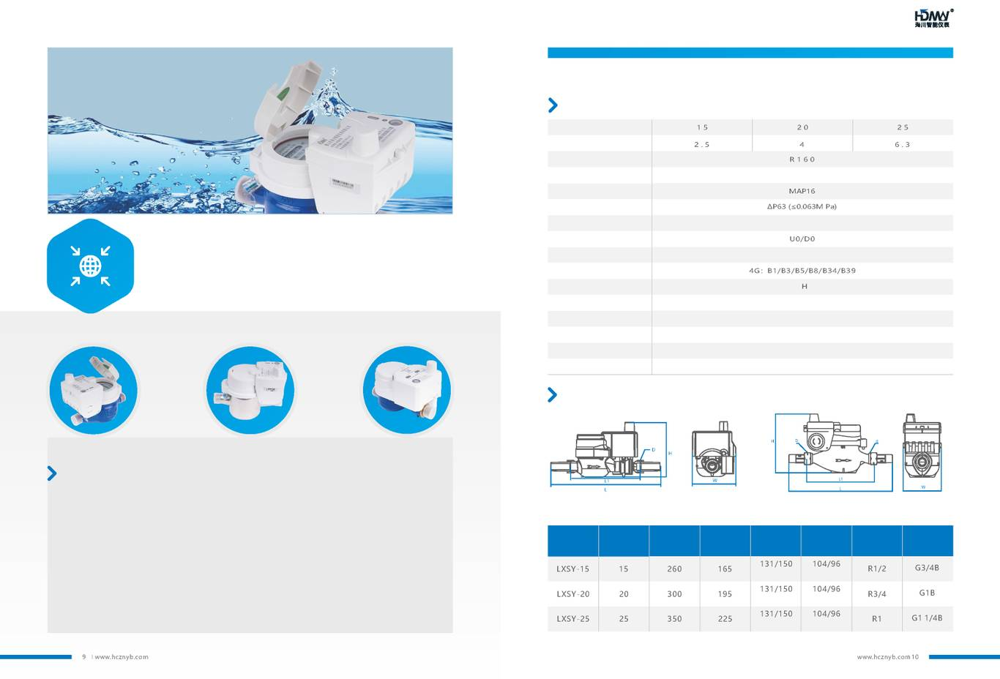 HDMW®
海川智能仪表
15 20 25
2.5 4 6.3
R160
MAP16
ΔP63 (≤0.063M Pa)
U0/D0
4G: B1/B3/B5/B8/B34/B39
H
D H L1 L
W
H D d L1 L
W
LXSY-15 15 260 165 131/150 104/96 R1/2 G3/4B
LXSY-20 20 300 195 131/150 104/96 R3/4 G1B
LXSY-25 25 350 225 131/150 104/96 R1 G1 1/4B
9 | www.hcznyb.com
www.hcznyb.com 10